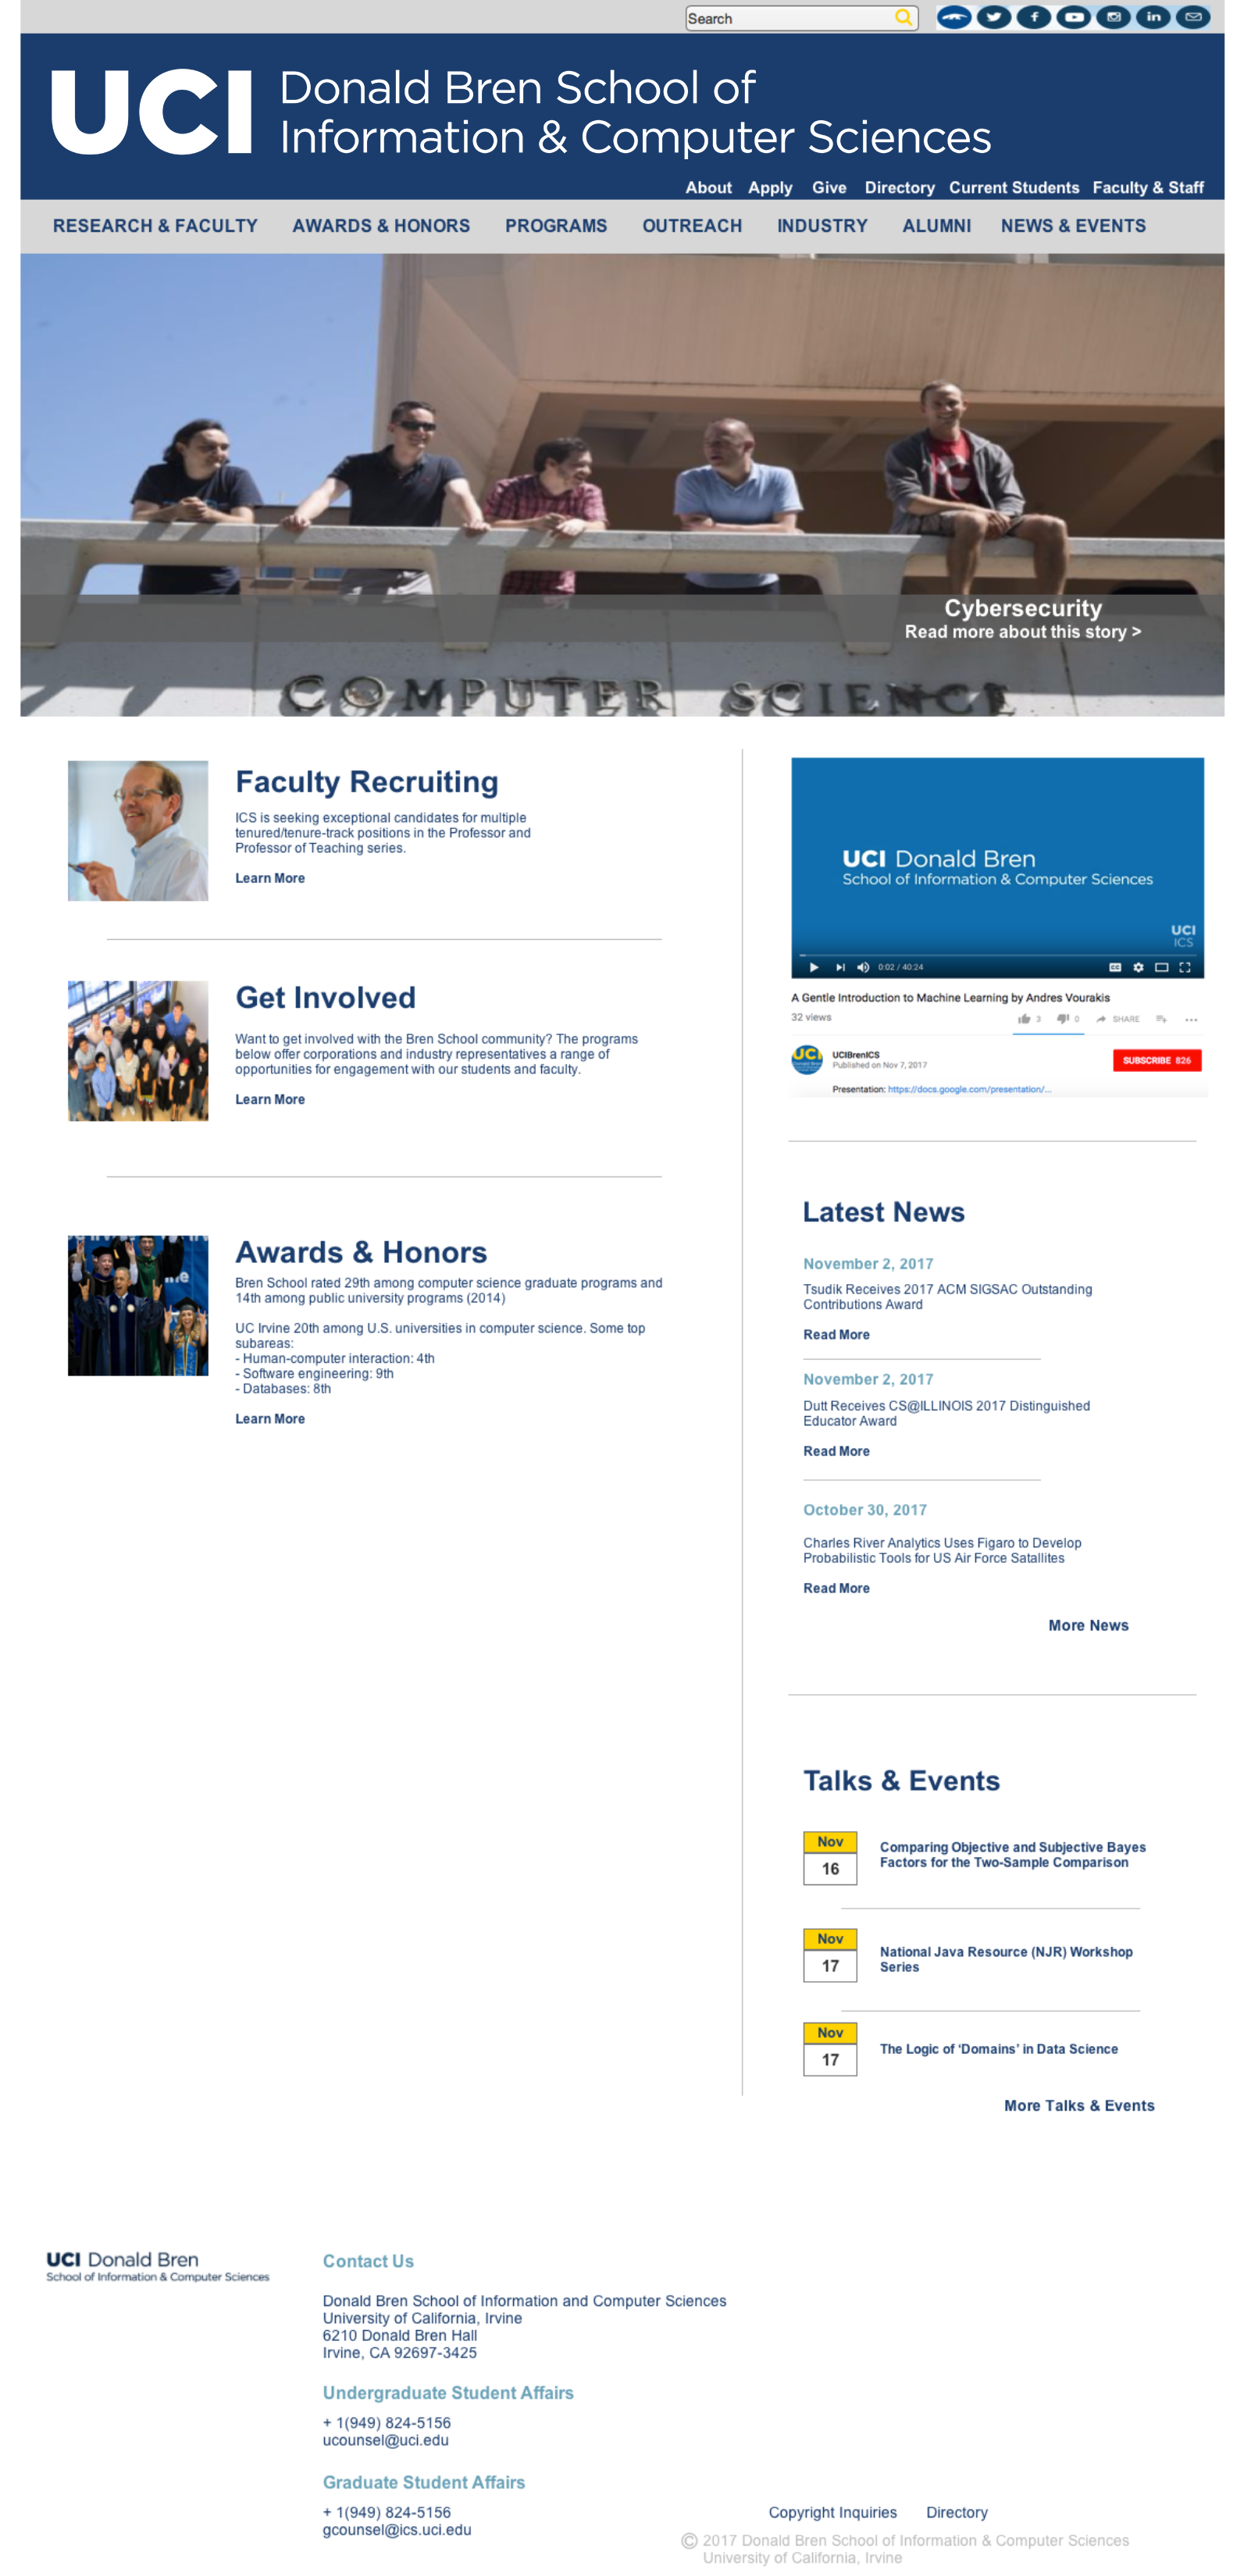 Search
UCI Donald Bren School of
Information & Computer Sciences
About Apply Give Directory Current Students Faculty & Staff
RESEARCH & FACULTY AWARDS & HONORS PROGRAMS OUTREACH INDUSTRY ALUMNI NEWS & EVENTS
Cybersecurity
Read more about this story >
COMPUTER SCIENCE
Faculty Recruiting
ICS is seeking exceptional candidates for multiple
tenured/tenure-track positions in the Professor and
Professor of Teaching series.
Learn More
Get Involved
Want to get involved with the Bren School community? The programs
below offer corporations and industry representatives a range of
opportunities for engagement with our students and faculty.
Learn More
Awards & Honors
Bren School rated 29th among computer science graduate programs and
14th among public university programs (2014)
UC Irvine 20th among U.S. universities in computer science. Some top
subareas:
- Human-computer interaction: 4th
- Software engineering: 9th
- Databases: 8th
Learn More
UCI Donald Bren
School of Information & Computer Sciences
UCI
ICS
0:02 / 40:24
A Gentle Introduction to Machine Learning by Andres Vourakis
32 views
3 0 SHARE
UCIBrenICS
Published on Nov 7, 2017
SUBSCRIBE 826
Presentation: https://docs.google.com/presentation/...
Latest News
November 2, 2017
Tsudik Receives 2017 ACM SIGSAC Outstanding
Contributions Award
Read More
November 2, 2017
Dutt Receives CS@ILLINOIS 2017 Distinguished
Educator Award
Read More
October 30, 2017
Charles River Analytics Uses Figaro to Develop
Probabilistic Tools for US Air Force Satallites
Read More
More News
Talks & Events
Nov
16
Comparing Objective and Subjective Bayes
Factors for the Two-Sample Comparison
Nov
17
National Java Resource (NJR) Workshop
Series
Nov
17
The Logic of ‘Domains’ in Data Science
More Talks & Events
UCI Donald Bren
School of Information & Computer Sciences
Contact Us
Donald Bren School of Information and Computer Sciences
University of California, Irvine
6210 Donald Bren Hall
Irvine, CA 92697-3425
Undergraduate Student Affairs
+ 1(949) 824-5156
ucounsel@uci.edu
Graduate Student Affairs
+ 1(949) 824-5156
gcounsel@ics.uci.edu
Copyright Inquiries Directory
© 2017 Donald Bren School of Information & Computer Sciences
University of California, Irvine